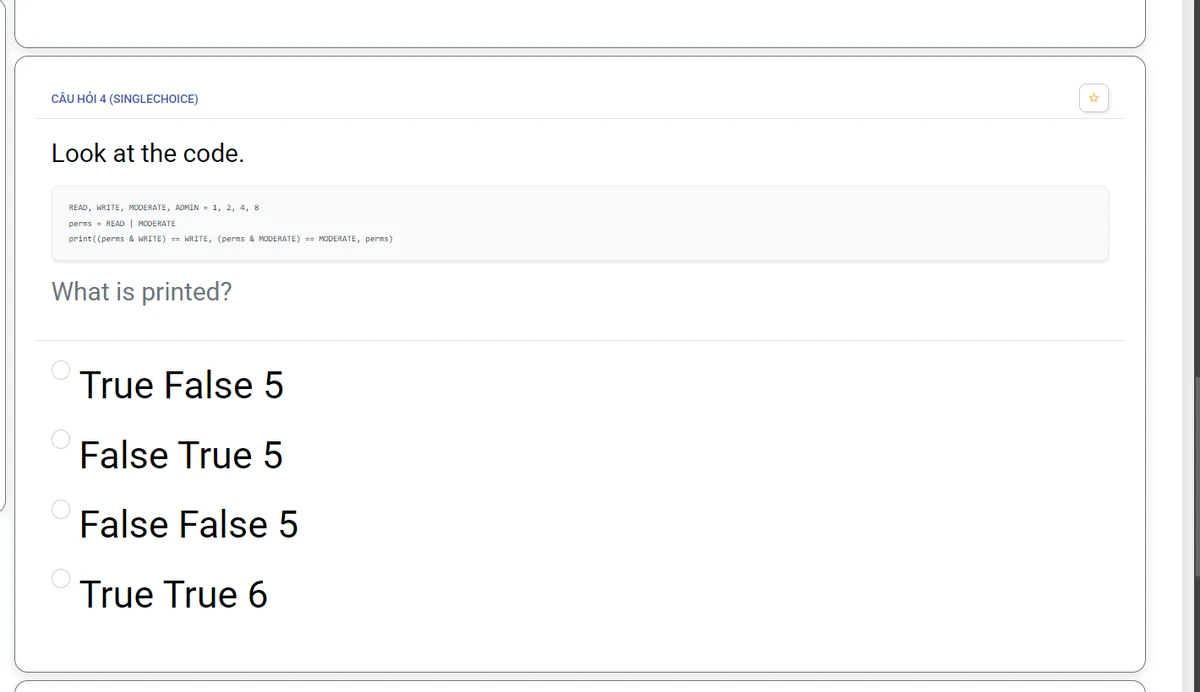 CÂU HỎI 4 (SINGLECHOICE)
Look at the code.
READ, WRITE, MODERATE, ADMIN = 1, 2, 4, 8
perms = READ | MODERATE
print((perms & WRITE) == WRITE, (perms & MODERATE) == MODERATE, perms)
What is printed?
True False 5
False True 5
False False 5
True True 6